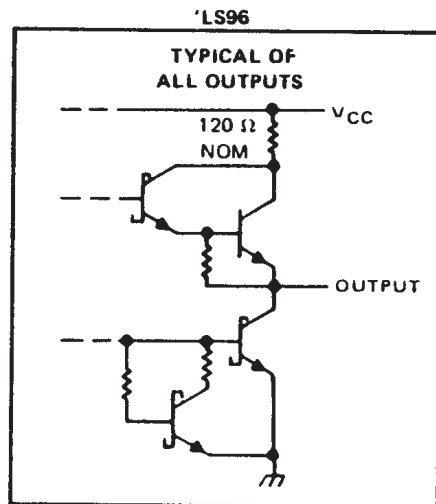 'LS96
TYPICAL OF
ALL OUTPUTS
VCC
120 Ω
NOM
OUTPUT